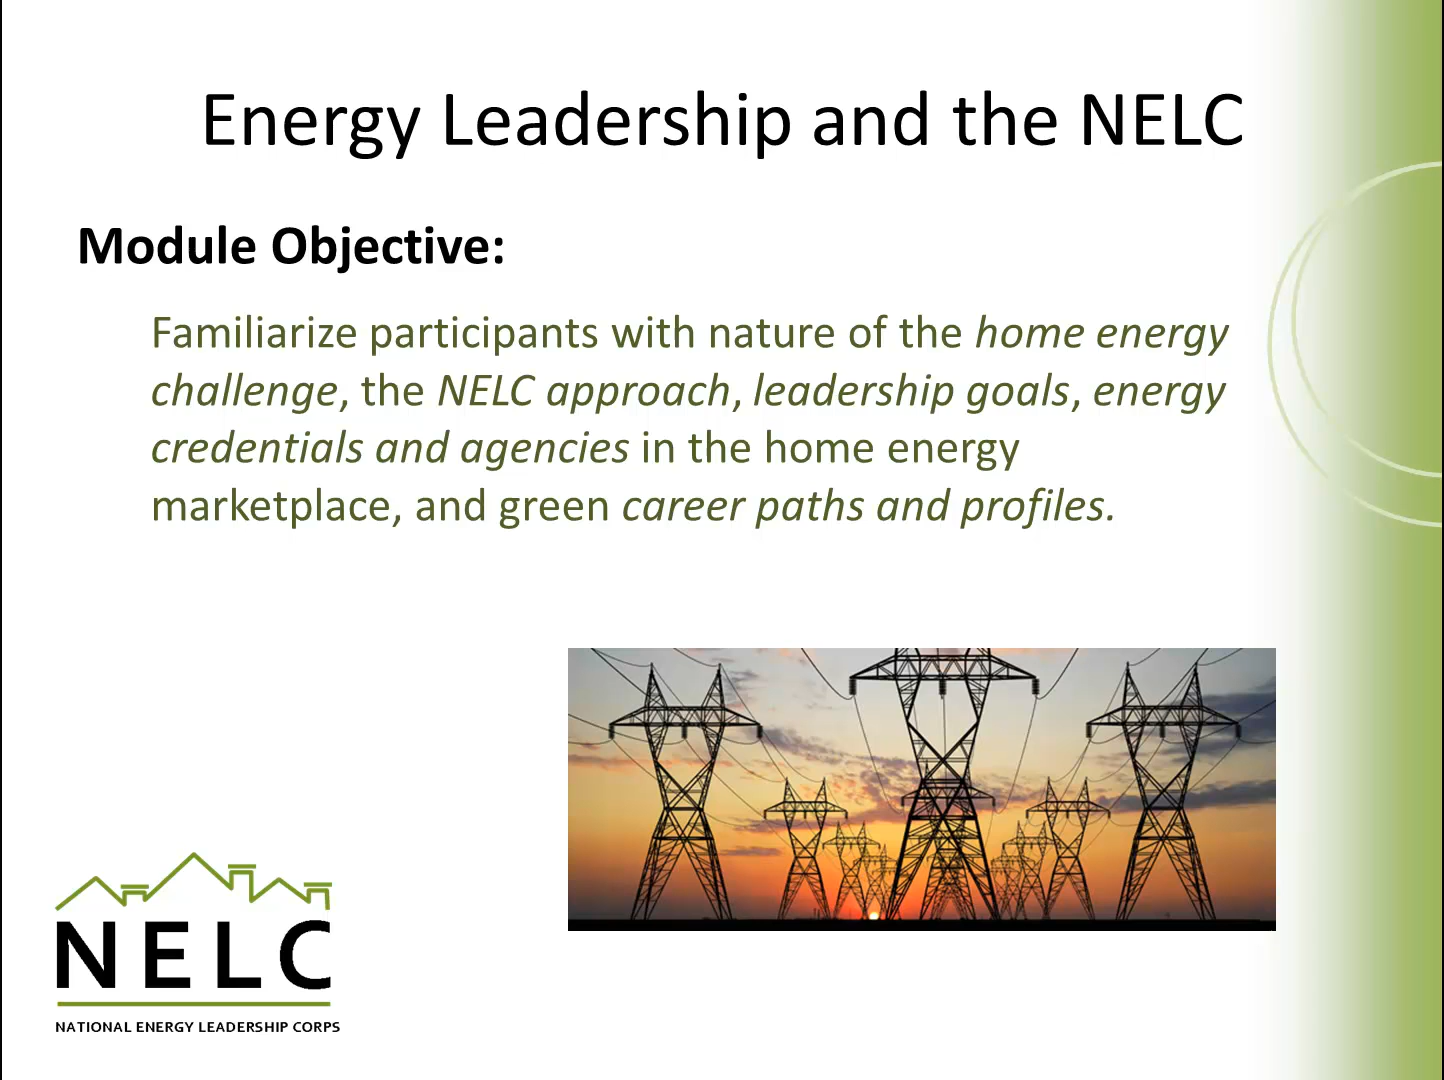 Energy Leadership and the NELC
Module Objective:
Familiarize participants with nature of the home energy
challenge, the NELC approach, leadership goals, energy
credentials and agencies in the home energy
marketplace, and green career paths and profiles.
NELC
NATIONAL ENERGY LEADERSHIP CORPS